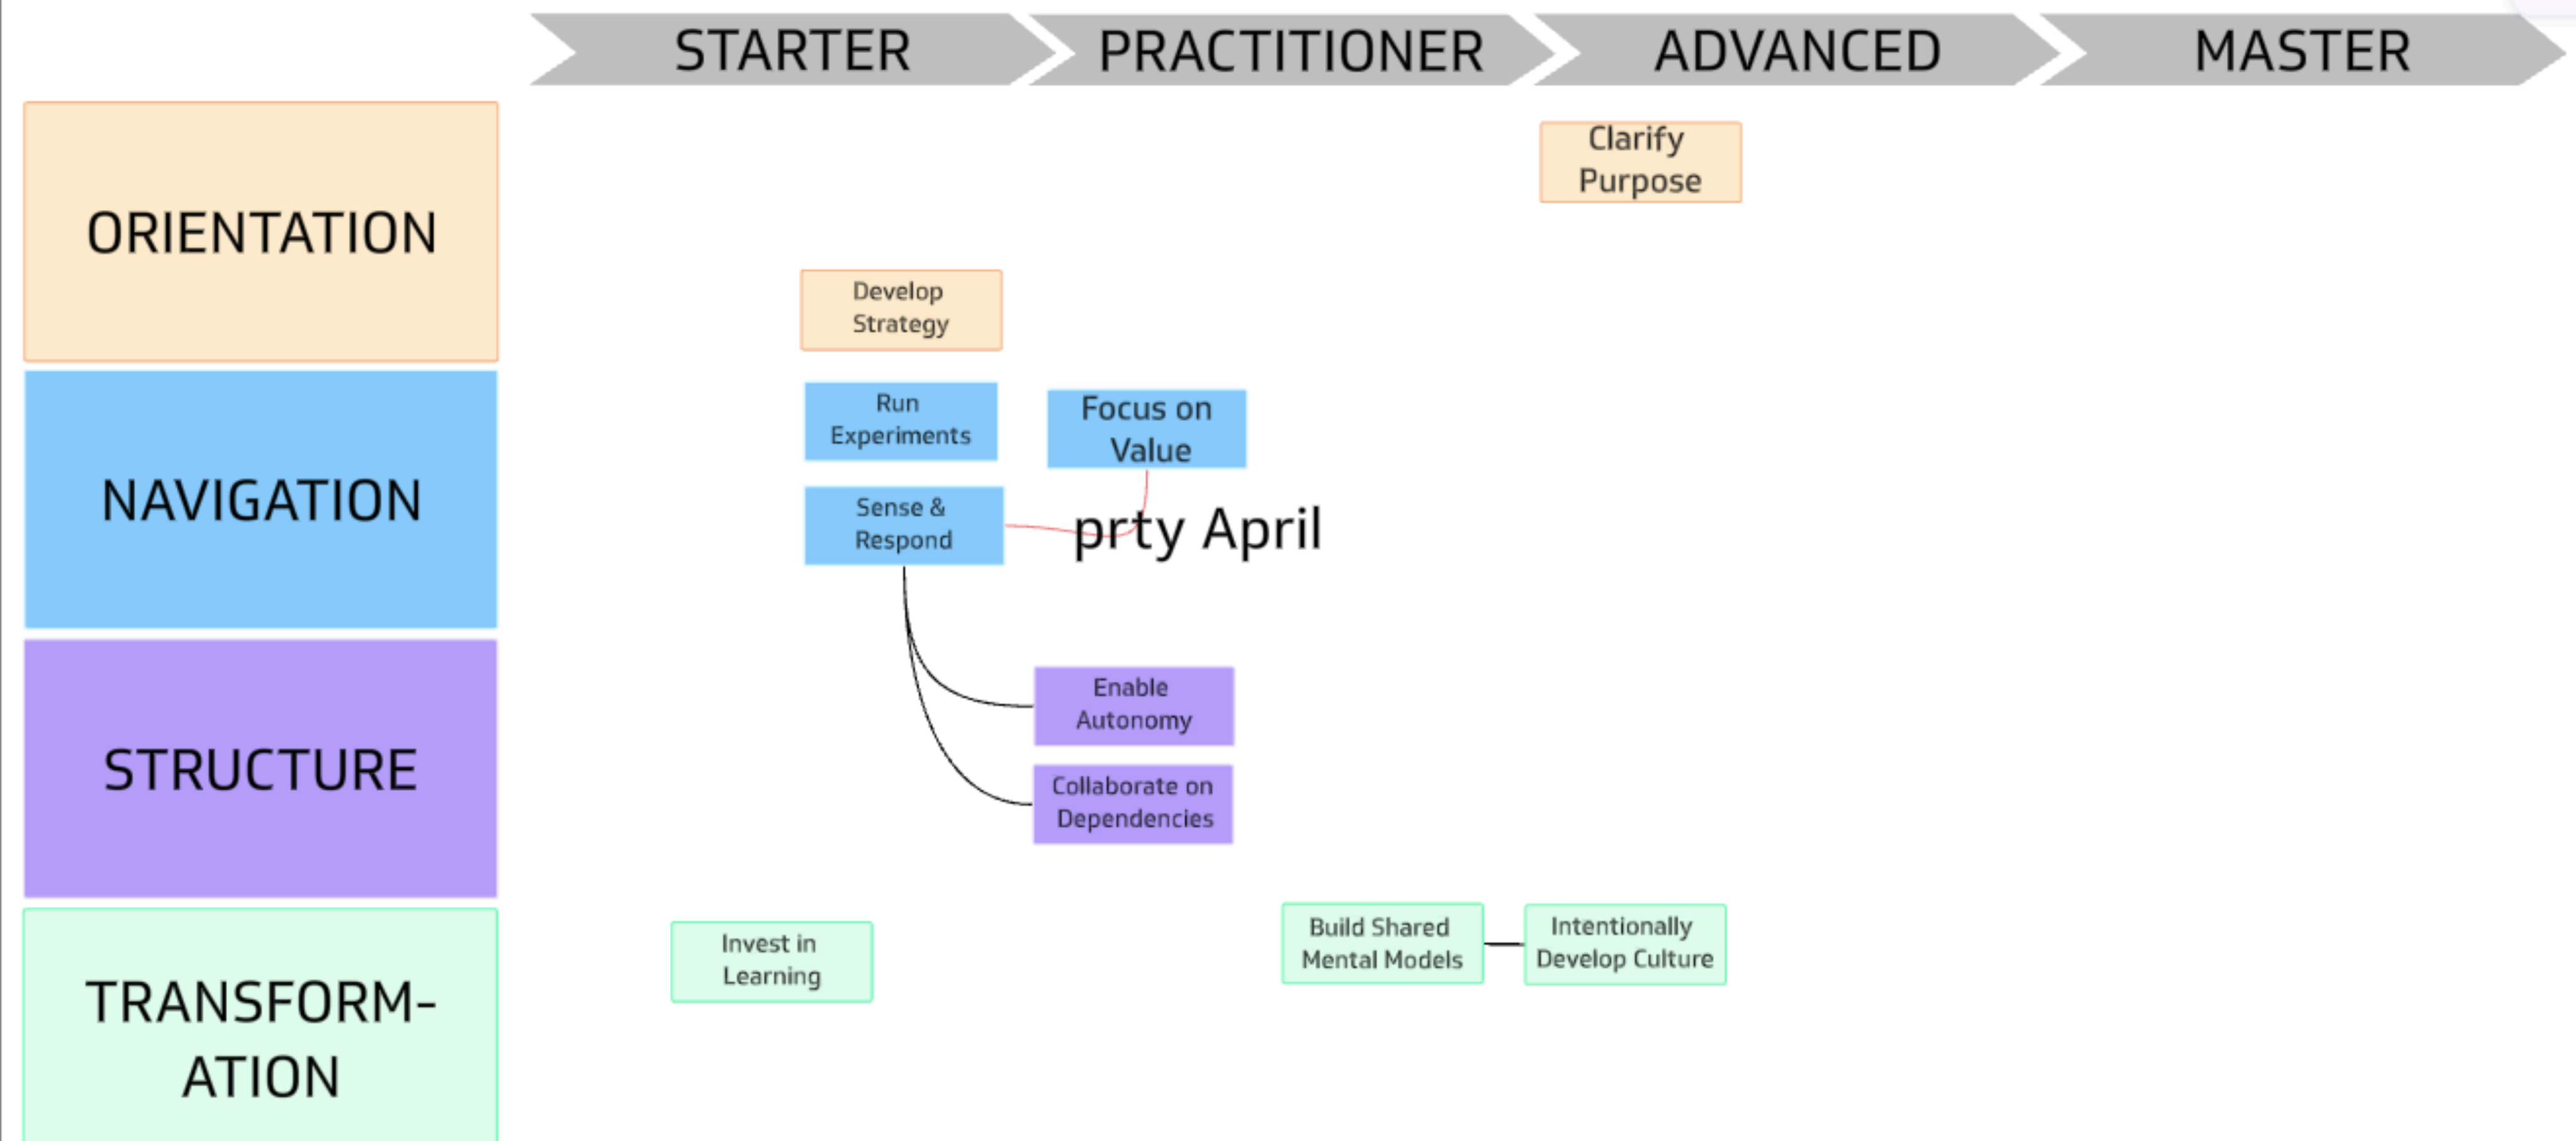 STARTER
PRACTITIONER
ADVANCED
MASTER
ORIENTATION
Clarify
Purpose
Develop
Strategy
NAVIGATION
Run
Experiments
Focus on
Value
Sense &
Respond
prty April
STRUCTURE
Enable
Autonomy
Collaborate on
Dependencies
TRANSFORM-
ATION
Invest in
Learning
Build Shared
Mental Models
Intentionally
Develop Culture